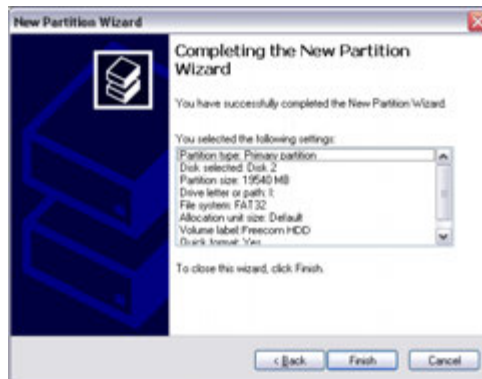 New Partition Wizard
Completing the New Partition
Wizard
You have successfully completed the New Partition Wizard.
You selected the following settings:
Partition type: Primary partition
Disk selected: Disk 2
Partition size: 19540 MB
Drive letter or path: I:
File system: FAT32
Allocation unit size: Default
Volume label: Freecom HDD
Quick format: Yes
To close this wizard, click Finish.
< Back
Finish
Cancel